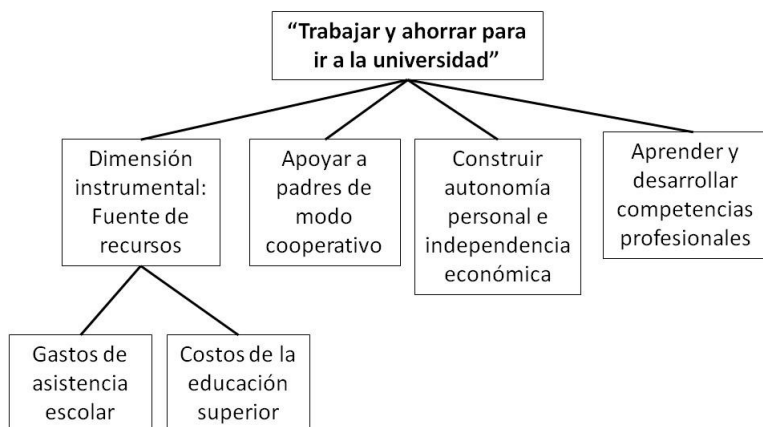 “Trabajar y ahorrar para
ir a la universidad”
Dimensión
instrumental:
Fuente de
recursos
Apoyar a
padres de
modo
cooperativo
Construir
autonomía
personal e
independencia
económica
Aprender y
desarrollar
competencias
profesionales
Gastos de
asistencia
escolar
Costos de la
educación
superior